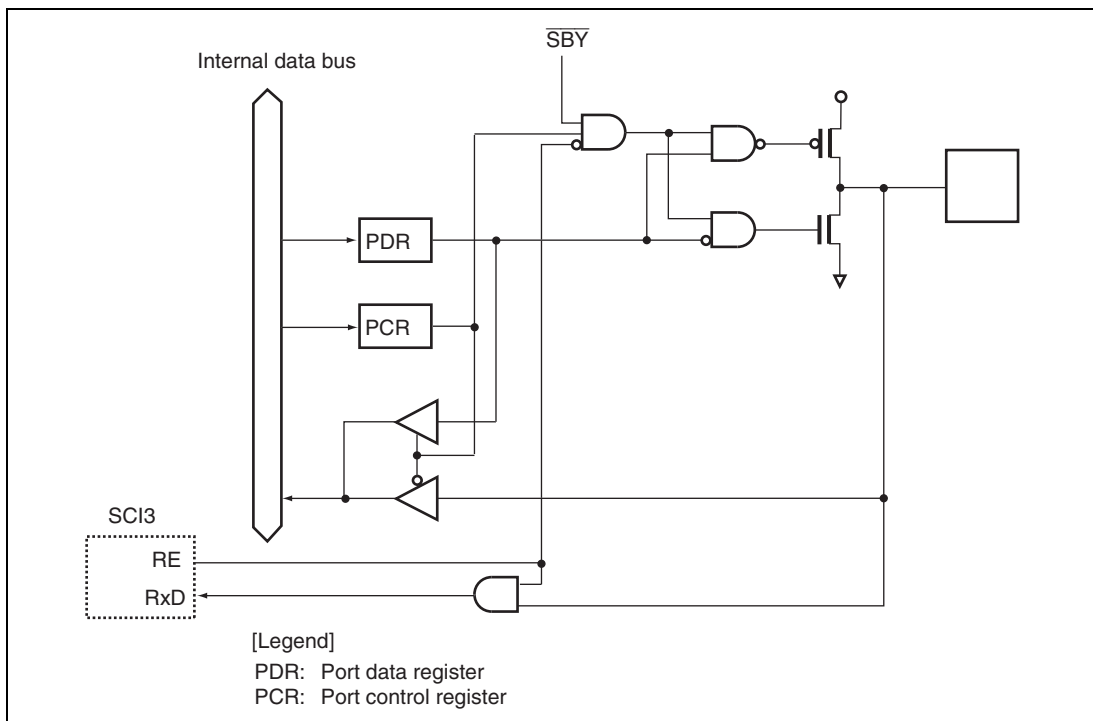 SBY
Internal data bus
PDR
PCR
SCI3
RE
RxD
[Legend]
PDR: Port data register
PCR: Port control register